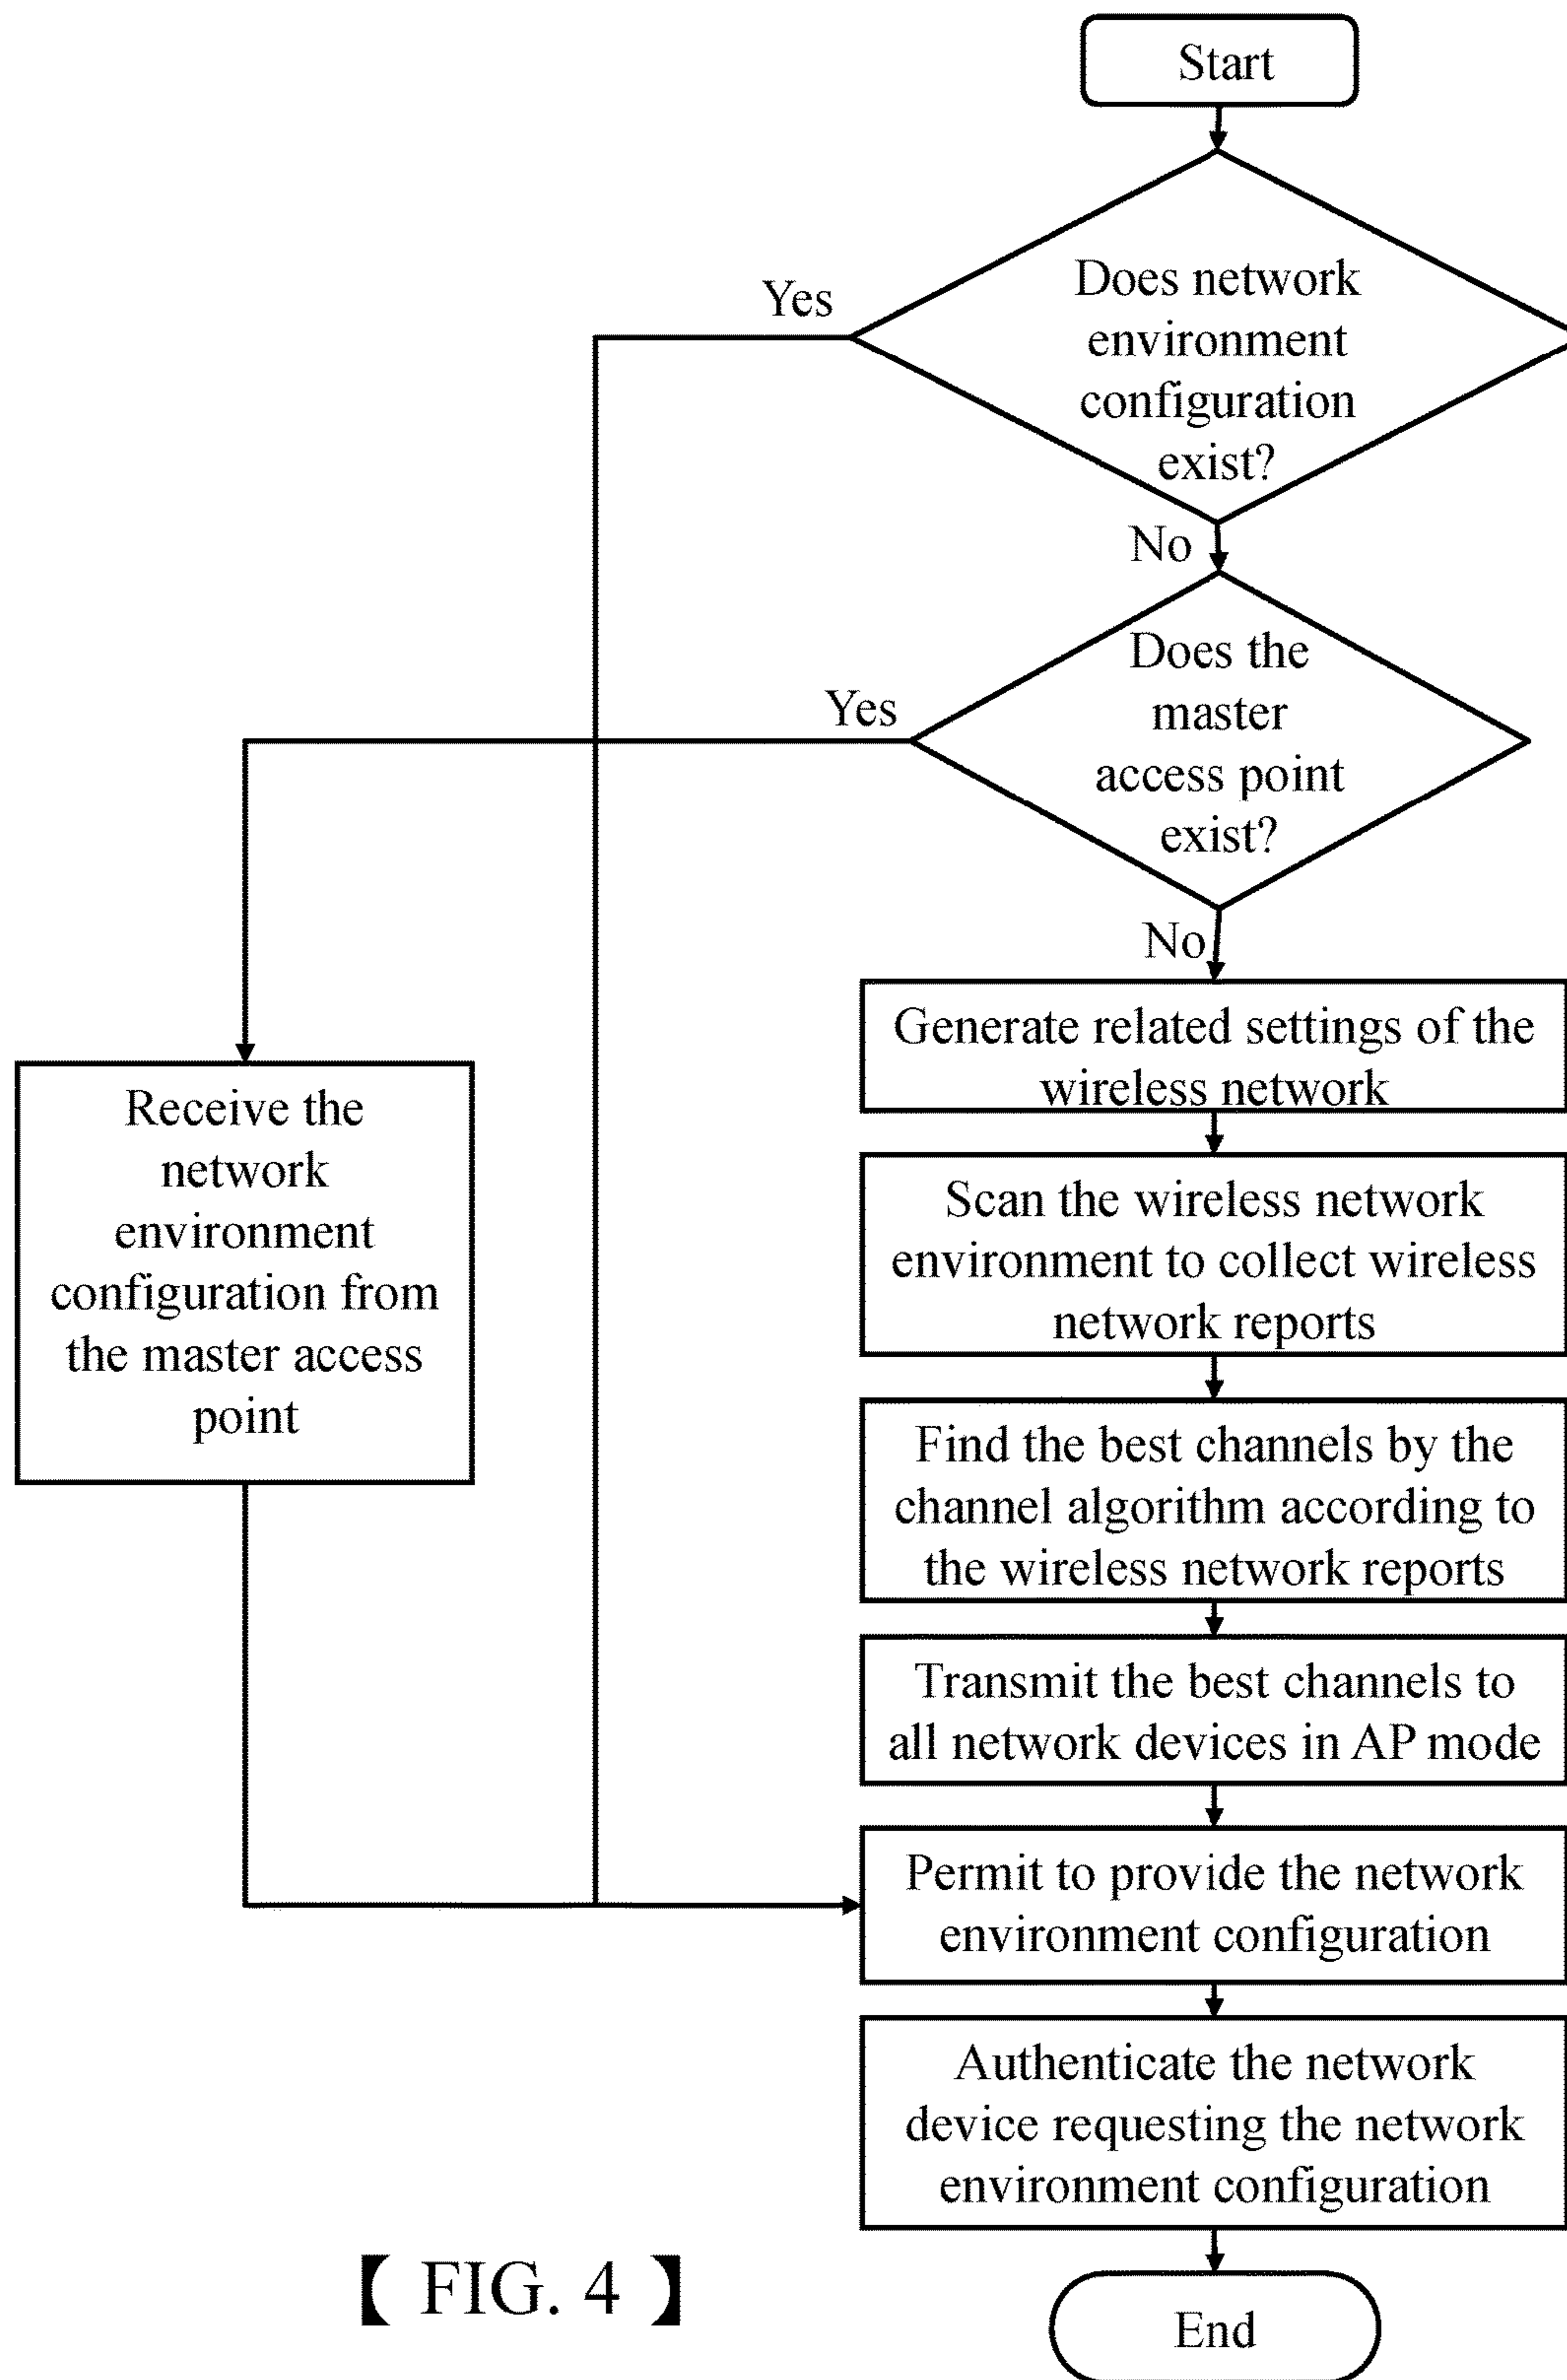 Start
Does network
environment
configuration
exist?
Yes
No
Does the
master
access point
exist?
Yes
No
Generate related settings of the
wireless network
Receive the
network
environment
configuration from
the master access
point
Scan the wireless network
environment to collect wireless
network reports
Find the best channels by the
channel algorithm according to
the wireless network reports
Transmit the best channels to
all network devices in AP mode
Permit to provide the network
environment configuration
Authenticate the network
device requesting the network
environment configuration
End
【 FIG. 4 】